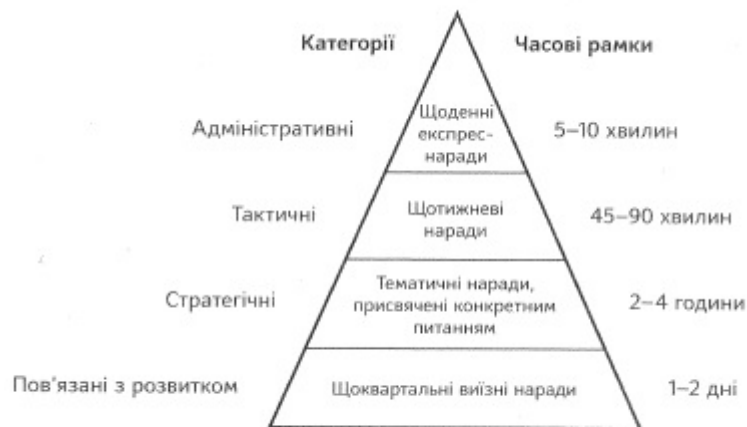 Категорії
Часові рамки
Адміністративні
Щоденні
експрес-
наради
5–10 хвилин
Тактичні
Щотижневі
наради
45–90 хвилин
Стратегічні
Тематичні наради,
присвячені конкретним
питанням
2–4 години
Пов'язані з розвитком
Щоквартальні виїзні наради
1–2 дні